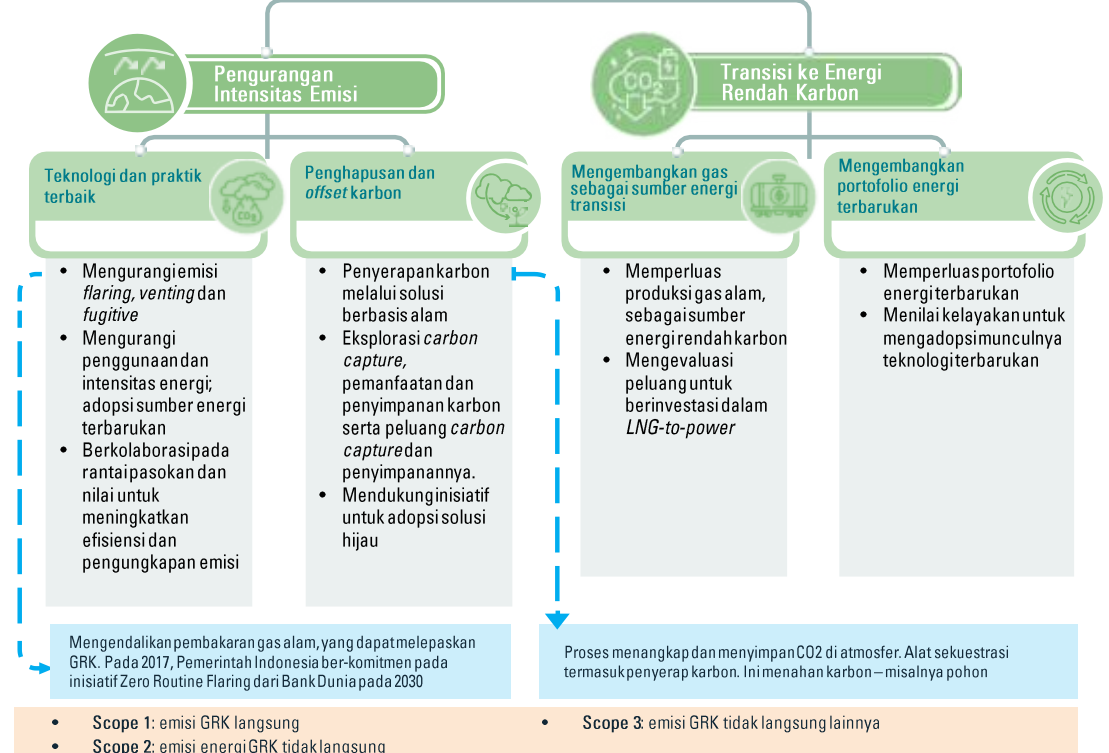 Pengurangan
Intensitas Emisi
Transisi ke Energi
Rendah Karbon
CO2
Teknologi dan praktik
terbaik
CO2
Penghapusan dan
offset karbon
Mengembangkan gas
sebagai sumber energi
transisi
Mengembangkan
portofolio energi
terbarukan
• Mengurangi emisi
flaring, venting dan
fugitive
• Mengurangi
penggunaan dan
intensitas energi;
adopsi sumber energi
terbarukan
• Berkolaborasi pada
rantai pasokan dan
nilai untuk
meningkatkan
efisiensi dan
pengungkapan emisi
• Penyerapan karbon
melalui solusi
berbasis alam
• Eksplorasi carbon
capture,
pemanfaatan dan
penyimpanan karbon
serta peluang carbon
capture dan
penyimpanannya.
• Mendukung inisiatif
untuk adopsi solusi
hijau
• Memperluas
produksi gas alam,
sebagai sumber
energi rendah karbon
• Mengevaluasi
peluang untuk
berinvestasi dalam
LNG-to-power
• Memperluas portofolio
energi terbarukan
• Menilai kelayakan untuk
mengadopsi munculnya
teknologi terbarukan
Mengendalikan pembakaran gas alam, yang dapat melepaskan
GRK. Pada 2017, Pemerintah Indonesia ber-komitmen pada
inisiatif Zero Routine Flaring dari Bank Dunia pada 2030
Proses menangkap dan menyimpan CO2 di atmosfer. Alat sekuestrasi
termasuk penyerap karbon. Ini menahan karbon – misalnya pohon
• Scope 1: emisi GRK langsung
• Scope 2: emisi energi GRK tidak langsung
• Scope 3: emisi GRK tidak langsung lainnya